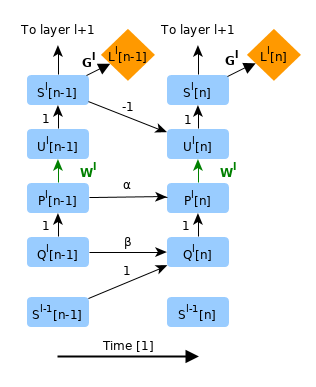 To layer l+1 To layer l+1
G^l L^l[n-1] G^l L^l[n]
S^l[n-1] S^l[n]
-1
1 1
U^l[n-1] U^l[n]
W^l W^l
α
P^l[n-1] P^l[n]
1 1
β
Q^l[n-1] Q^l[n]
1
S^l-1[n-1] S^l-1[n]
Time [1]